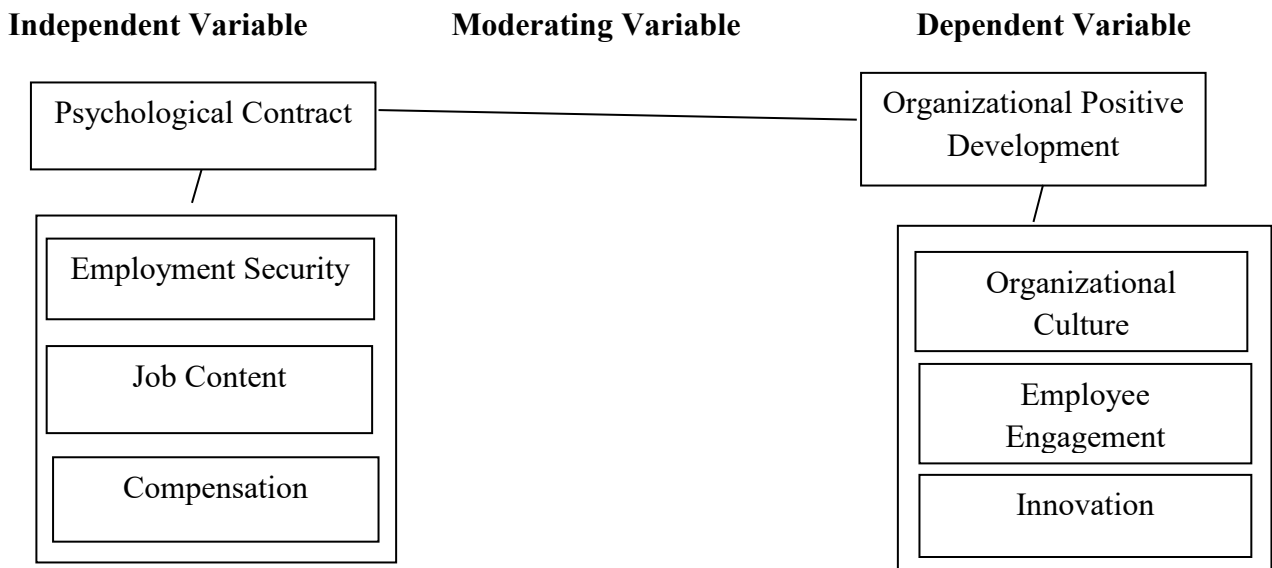 Independent Variable
Moderating Variable
Dependent Variable
Psychological Contract
Organizational Positive
Development
Employment Security
Job Content
Compensation
Organizational
Culture
Employee
Engagement
Innovation